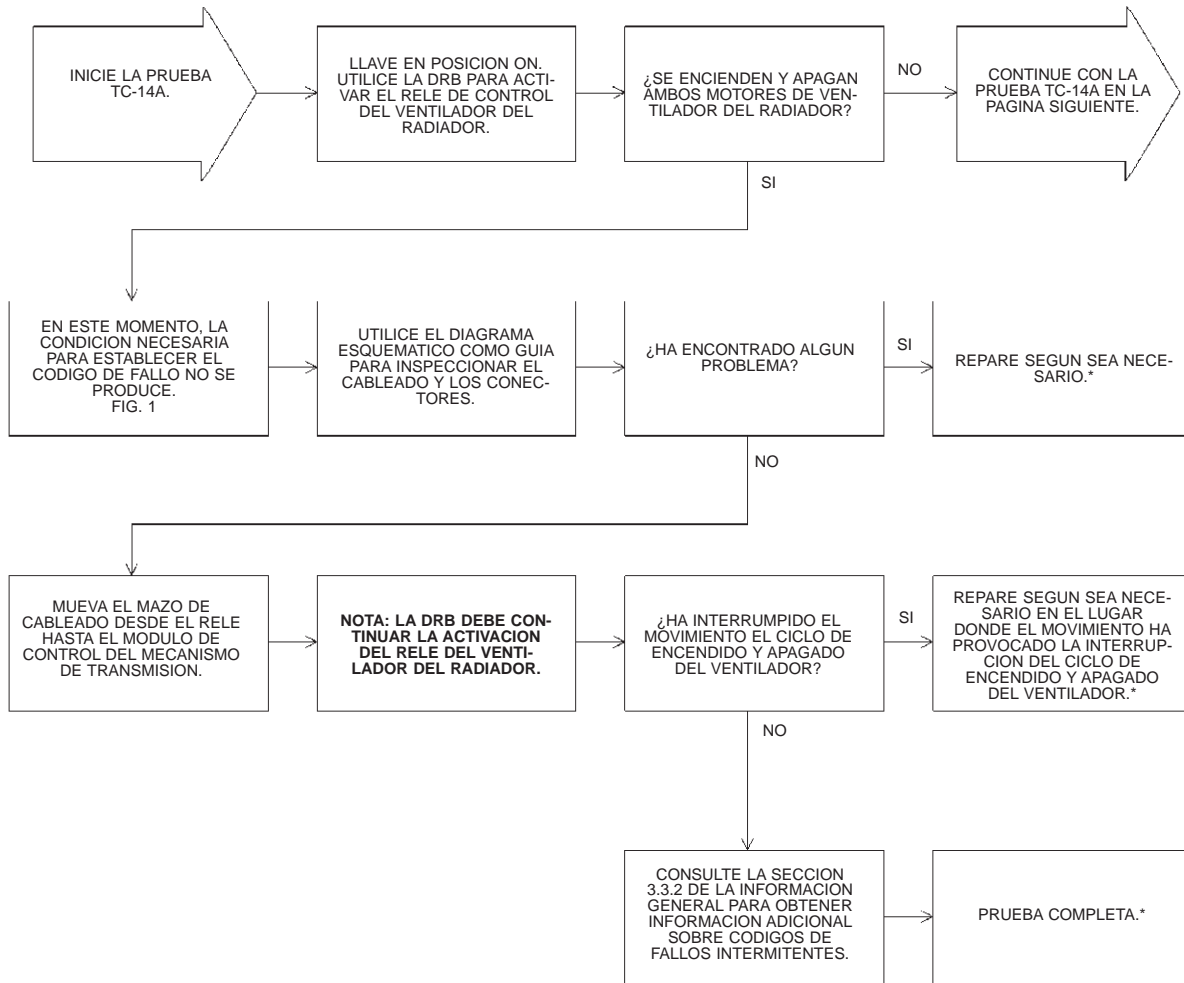 INICIE LA PRUEBA
TC-14A.
LLAVE EN POSICION ON.
UTILICE LA DRB PARA ACTI-
VAR EL RELE DE CONTROL
DEL VENTILADOR DEL
RADIADOR.
¿SE ENCIENDEN Y APAGAN
AMBOS MOTORES DE VEN-
TILADOR DEL RADIADOR?
NO
CONTINUE CON LA
PRUEBA TC-14A EN LA
PAGINA SIGUIENTE.
SI
EN ESTE MOMENTO, LA
CONDICION NECESARIA
PARA ESTABLECER EL
CODIGO DE FALLO NO SE
PRODUCE.
FIG. 1
UTILICE EL DIAGRAMA
ESQUEMATICO COMO GUIA
PARA INSPECCIONAR EL
CABLEADO Y LOS CONEC-
TORES.
¿HA ENCONTRADO ALGUN
PROBLEMA?
SI
REPARE SEGUN SEA NECE-
SARIO.*
NO
MUEVA EL MAZO DE
CABLEADO DESDE EL RELE
HASTA EL MODULO DE
CONTROL DEL MECANISMO
DE TRANSMISION.
NOTA: LA DRB DEBE CON-
TINUAR LA ACTIVACION
DEL RELE DEL VENTI-
LADOR DEL RADIADOR.
¿HA INTERRUMPIDO EL
MOVIMIENTO EL CICLO DE
ENCENDIDO Y APAGADO
DEL VENTILADOR?
SI
REPARE SEGUN SEA NECE-
SARIO EN EL LUGAR
DONDE EL MOVIMIENTO HA
PROVOCADO LA INTERRUP-
CION DEL CICLO DE
ENCENDIDO Y APAGADO
DEL VENTILADOR.*
NO
CONSULTE LA SECCION
3.3.2 DE LA INFORMACION
GENERAL PARA OBTENER
INFORMACION ADICIONAL
SOBRE CODIGOS DE
FALLOS INTERMITENTES.
PRUEBA COMPLETA.*